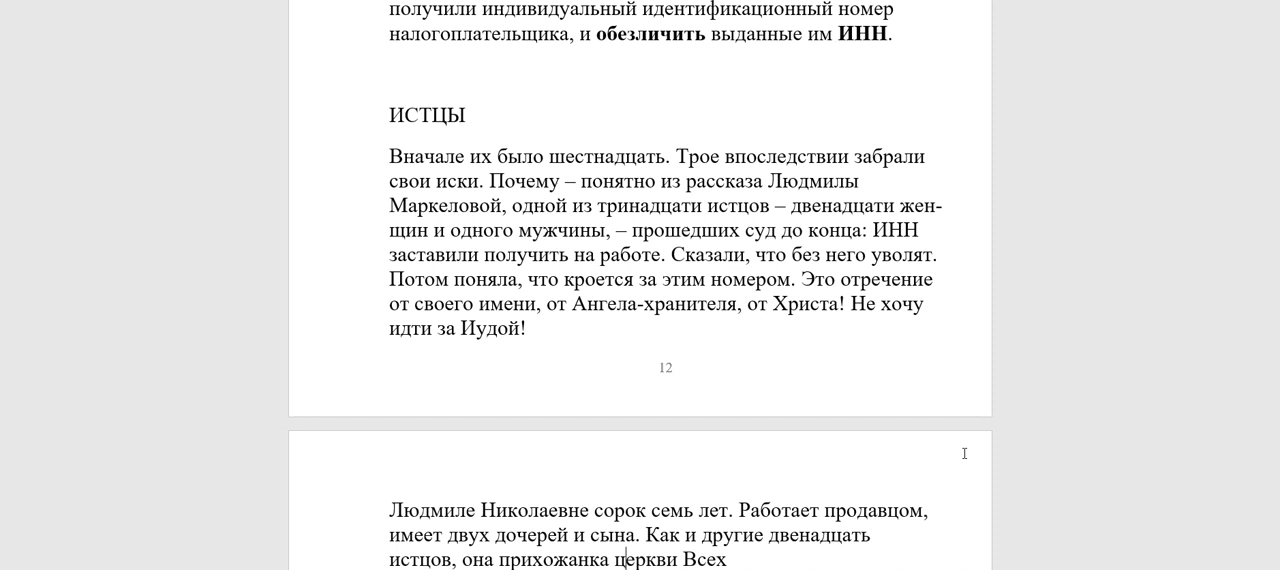 получили индивидуальный идентификационный номер
налогоплательщика, и обезличить выданные им ИНН.
ИСТЦЫ
Вначале их было шестнадцать. Трое впоследствии забрали
свои иски. Почему – понятно из рассказа Людмилы
Маркеловой, одной из тринадцати истцов – двенадцати жен-
щин и одного мужчины, – прошедших суд до конца: ИНН
заставили получить на работе. Сказали, что без него уволят.
Потом поняла, что кроется за этим номером. Это отречение
от своего имени, от Ангела-хранителя, от Христа! Не хочу
идти за Иудой!
12
Людмиле Николаевне сорок семь лет. Работает продавцом,
имеет двух дочерей и сына. Как и другие двенадцать
истцов, она прихожанка церкви Всех